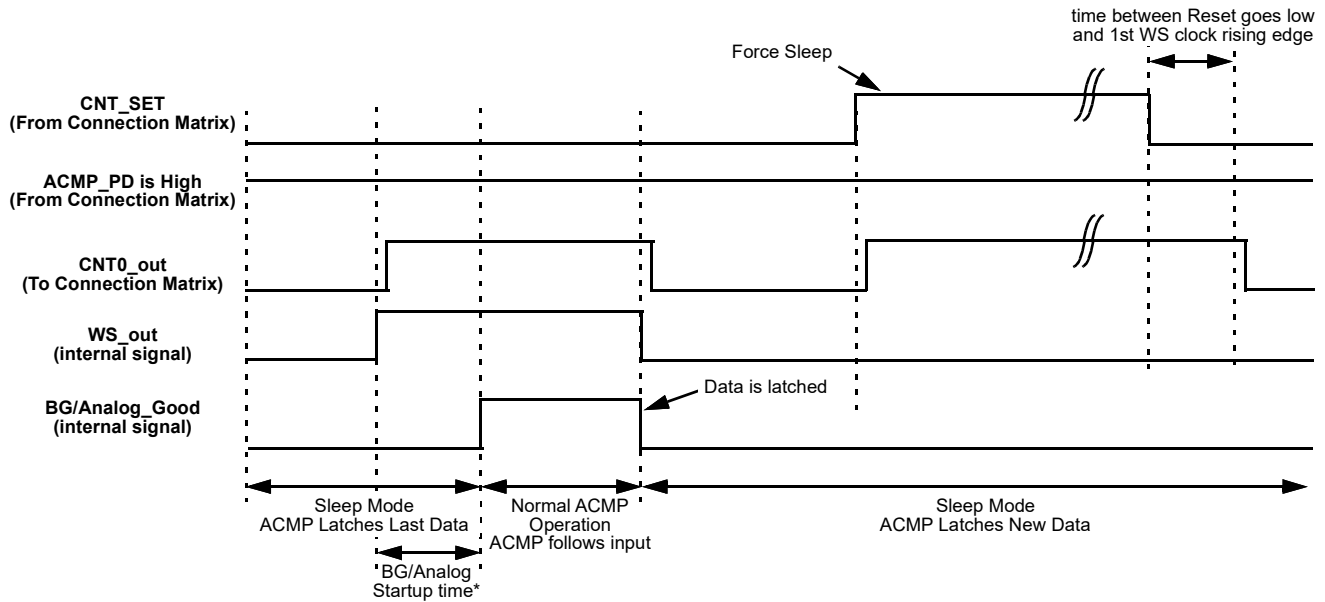 time between Reset goes low
and 1st WS clock rising edge
Force Sleep
CNT_SET
(From Connection Matrix)
ACMP_PD is High
(From Connection Matrix)
CNT0_out
(To Connection Matrix)
WS_out
(internal signal)
Data is latched
BG/Analog_Good
(internal signal)
Sleep Mode
ACMP Latches Last Data
Normal ACMP
Operation
ACMP follows input
Sleep Mode
ACMP Latches New Data
BG/Analog
Startup time*